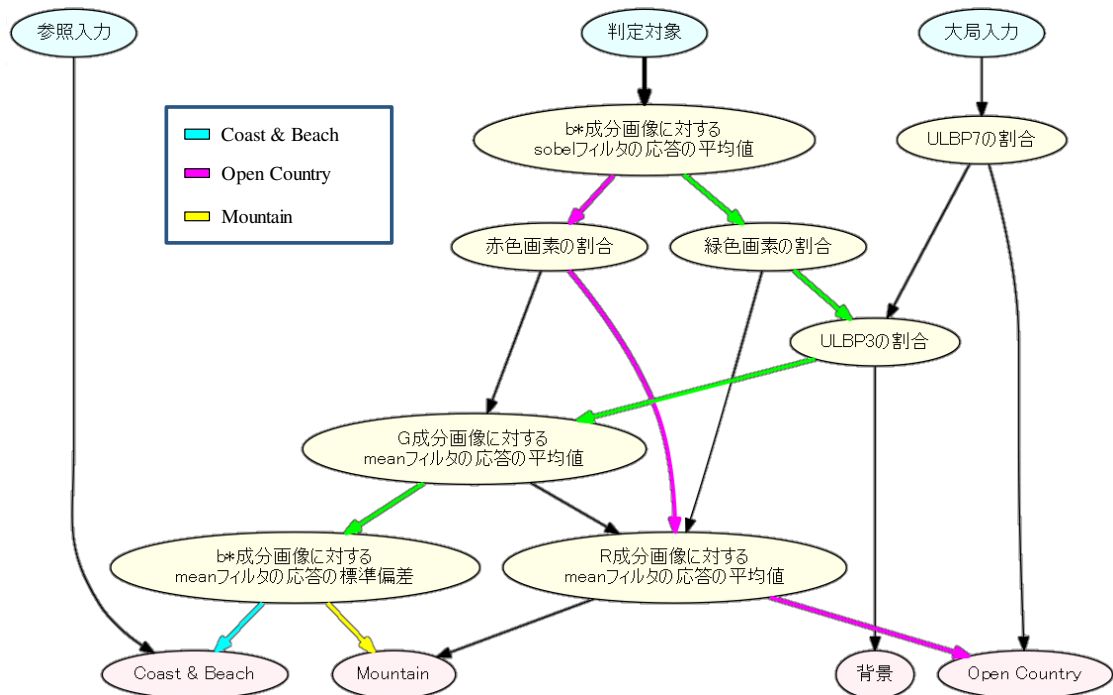 参照入力
判定対象
大局入力
Coast & Beach
Open Country
Mountain
b*成分画像に対する
sobelフィルタの応答の平均値
ULBP7の割合
赤色画素の割合
緑色画素の割合
ULBP3の割合
G成分画像に対する
meanフィルタの応答の平均値
b*成分画像に対する
meanフィルタの応答の標準偏差
R成分画像に対する
meanフィルタの応答の平均値
Coast & Beach
Mountain
背景
Open Country